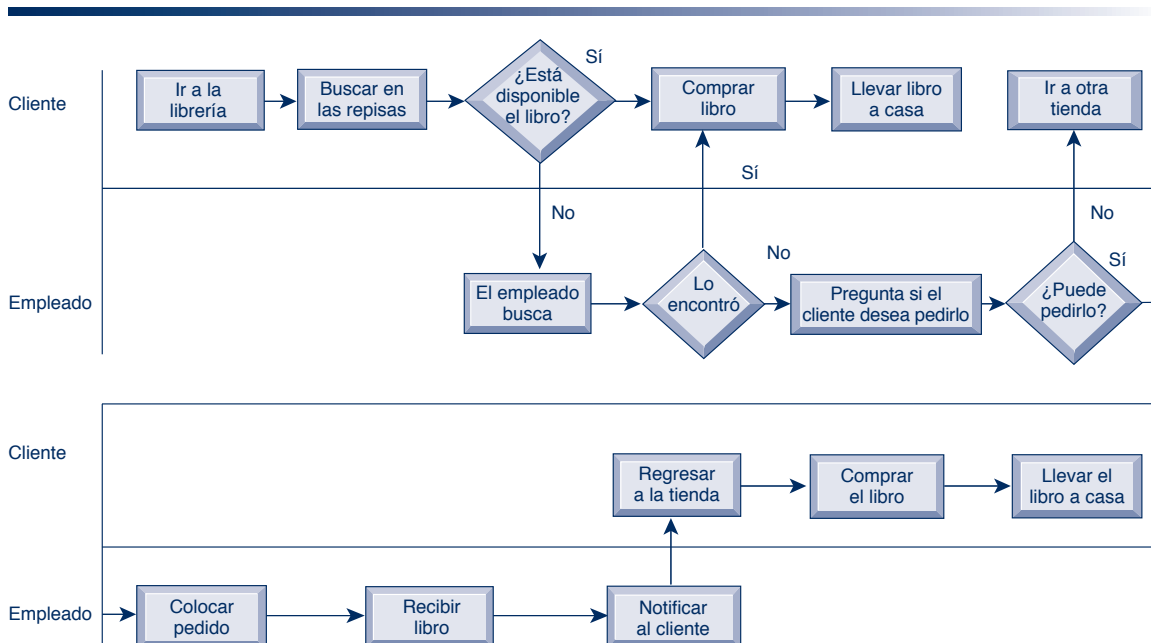 Cliente
Ir a la
librería
Buscar en
las repisas
¿Está
disponible
el libro?
Sí
Comprar
libro
Llevar libro
a casa
Ir a otra
tienda
Sí
No
No
Empleado
El empleado
busca
Lo
encontró
No
Pregunta si el
cliente desea pedirlo
¿Puede
pedirlo?
Sí
Cliente
Regresar
a la tienda
Comprar
el libro
Llevar el
libro a casa
Empleado
Colocar
pedido
Recibir
libro
Notificar
al cliente